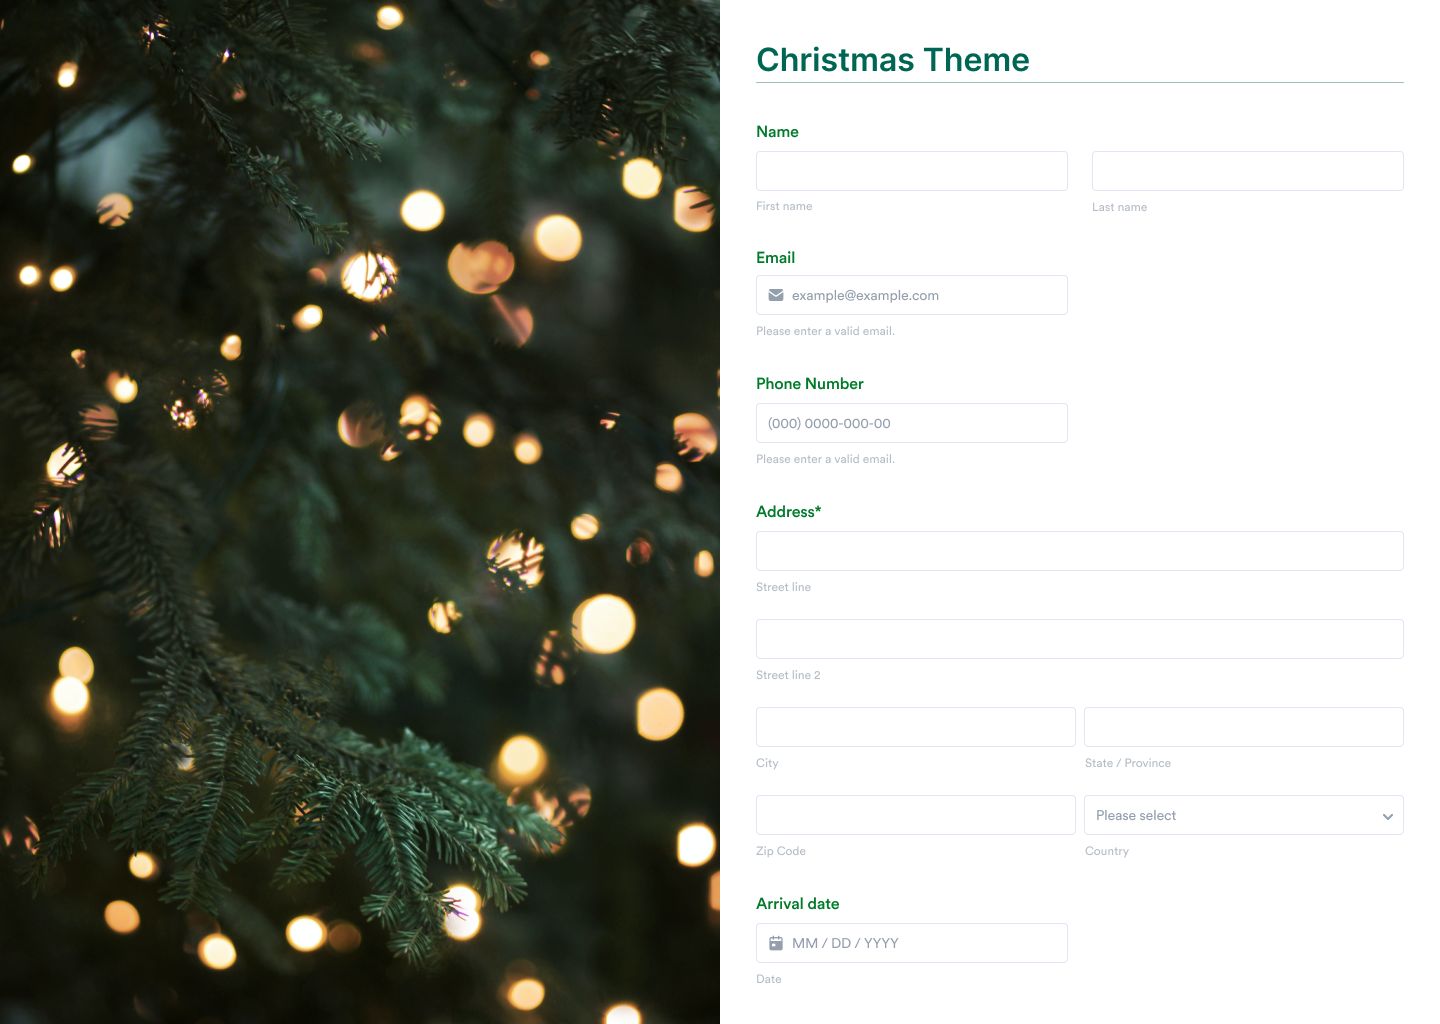 Christmas Theme
Name
First name
Last name
Email
example@example.com
Please enter a valid email.
Phone Number
(000) 0000-000-00
Please enter a valid email.
Address*
Street line
Street line 2
City
State / Province
Please select
Zip Code
Country
Arrival date
MM / DD / YYYY
Date